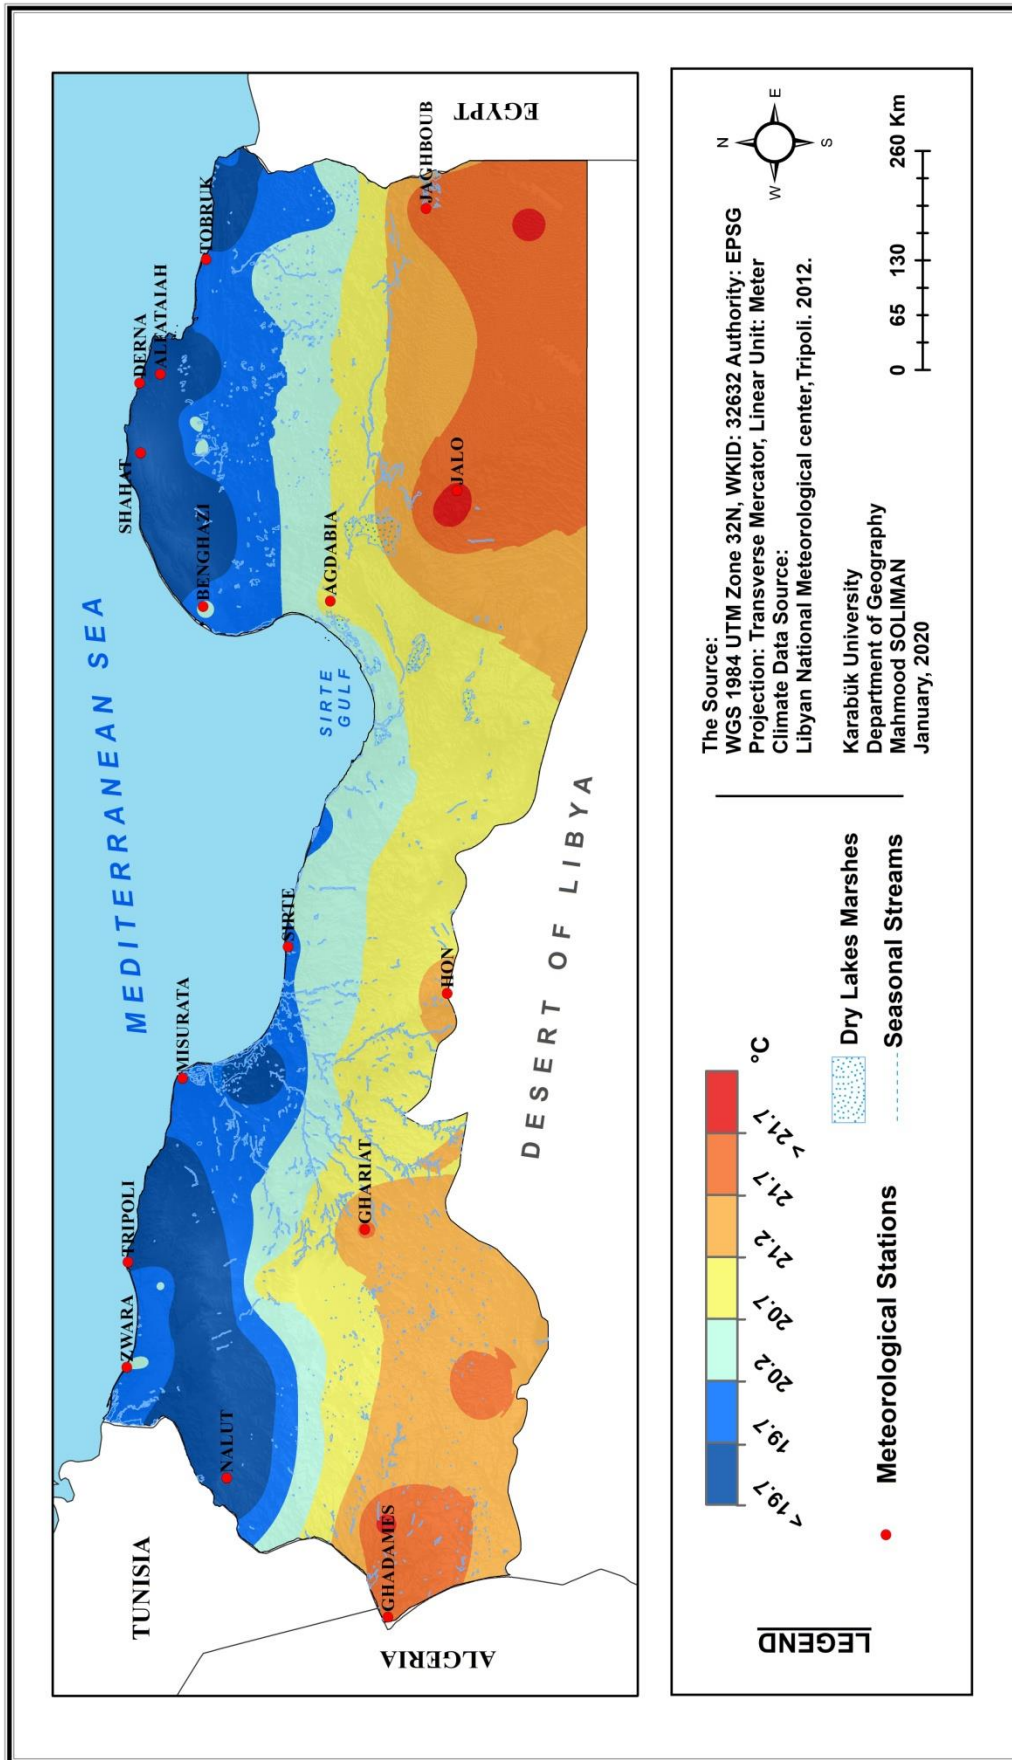 MEDITERRANEAN SEA
TUNISIA
ALGERIA
EGYPT
ZWARA
TRIPOLI
NALUT
MISURATA
SIRTE
SIRTE
GULF
BENGHAZI
SHAHAT
DERNA
ALFATAIAH
TOBRUK
AGDABIA
JAGHBOUB
JALO
HON
GHARIAT
GHADAMES
DESERT OF LIBYA
LEGEND
< 19.7
19.7
20.2
20.7
21.2
21.7
> 21.7
°C
Meteorological Stations
Dry Lakes Marshes
Seasonal Streams
The Source:
WGS 1984 UTM Zone 32N, WKID: 32632 Authority: EPSG
Projection: Transverse Mercator, Linear Unit: Meter
Climate Data Source:
Libyan National Meteorological center,Tripoli. 2012.
Karabük University
Department of Geography
Mahmood SOLIMAN
January, 2020
N
W
E
S
0 65 130 260 Km